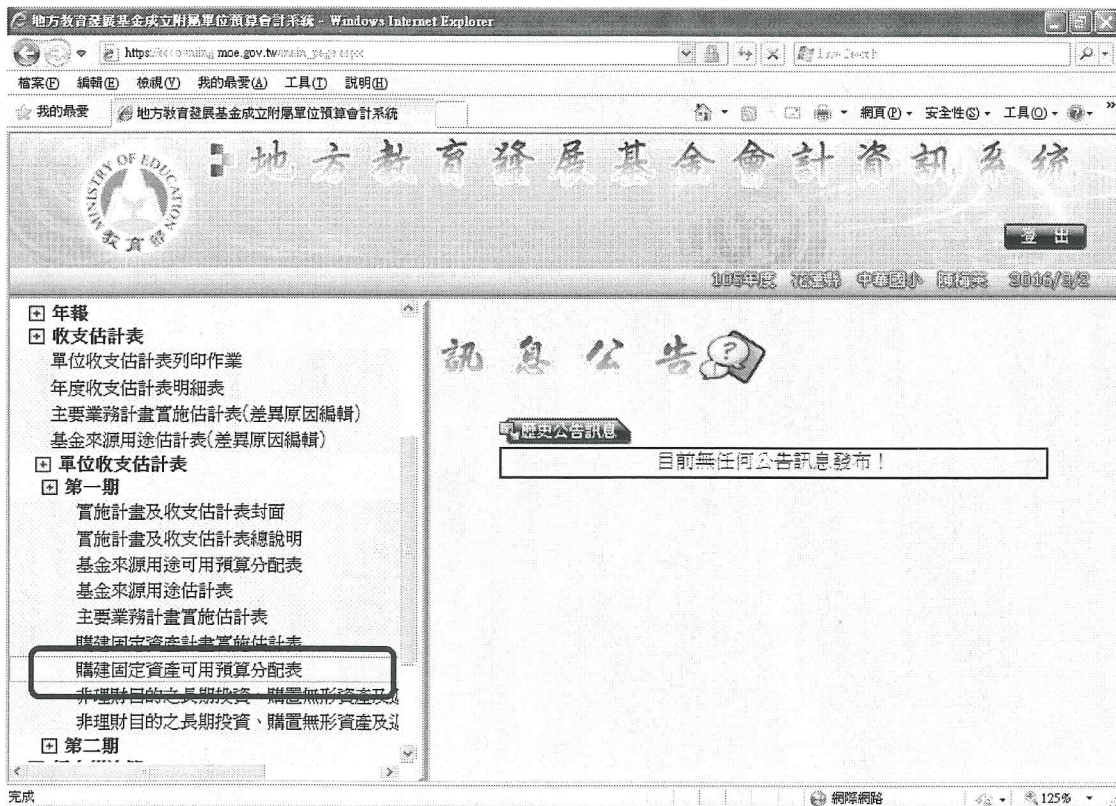 地方教育發展基金成立附屬單位預算會計系統 - Windows Internet Explorer
https://accounting.moe.gov.tw/main_page.aspx
Live Search
檔案(F) 編輯(E) 檢視(V) 我的最愛(A) 工具(T) 說明(H)
我的最愛 地方教育發展基金成立附屬單位預算會計系統 網頁(P) 安全性(S) 工具(O) »
MINISTRY OF EDUCATION
教育部
地方教育發展基金會計資訊系統
登 出
105年度 花蓮縣 中華國小 陳梅英 2016/3/2
年報
收支估計表
單位收支估計表列印作業
年度收支估計表明細表
主要業務計畫實施估計表(差異原因編輯)
基金來源用途估計表(差異原因編輯)
單位收支估計表
第一期
實施計畫及收支估計表封面
實施計畫及收支估計表總說明
基金來源用途可用預算分配表
基金來源用途估計表
主要業務計畫實施估計表
購建固定資產計畫實施估計表
購建固定資產可用預算分配表
非理財目的之長期投資、購置無形資產及
非理財目的之長期投資、購置無形資產及
第二期
訊息公告
歷史公告訊息
目前無任何公告訊息發布！
完成
網際網路
125%